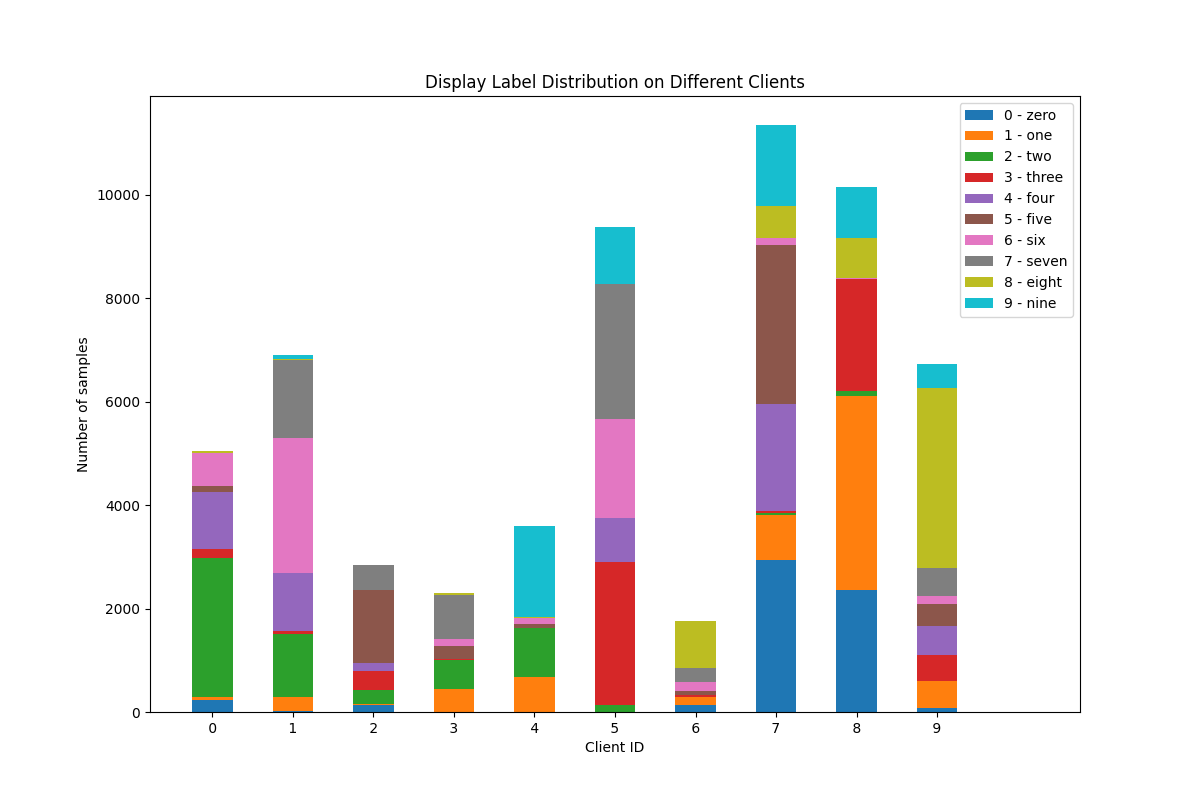 Display Label Distribution on Different Clients
Number of samples
10000
8000
6000
4000
2000
0
0 1 2 3 4 5 6 7 8 9
Client ID
0 - zero
1 - one
2 - two
3 - three
4 - four
5 - five
6 - six
7 - seven
8 - eight
9 - nine